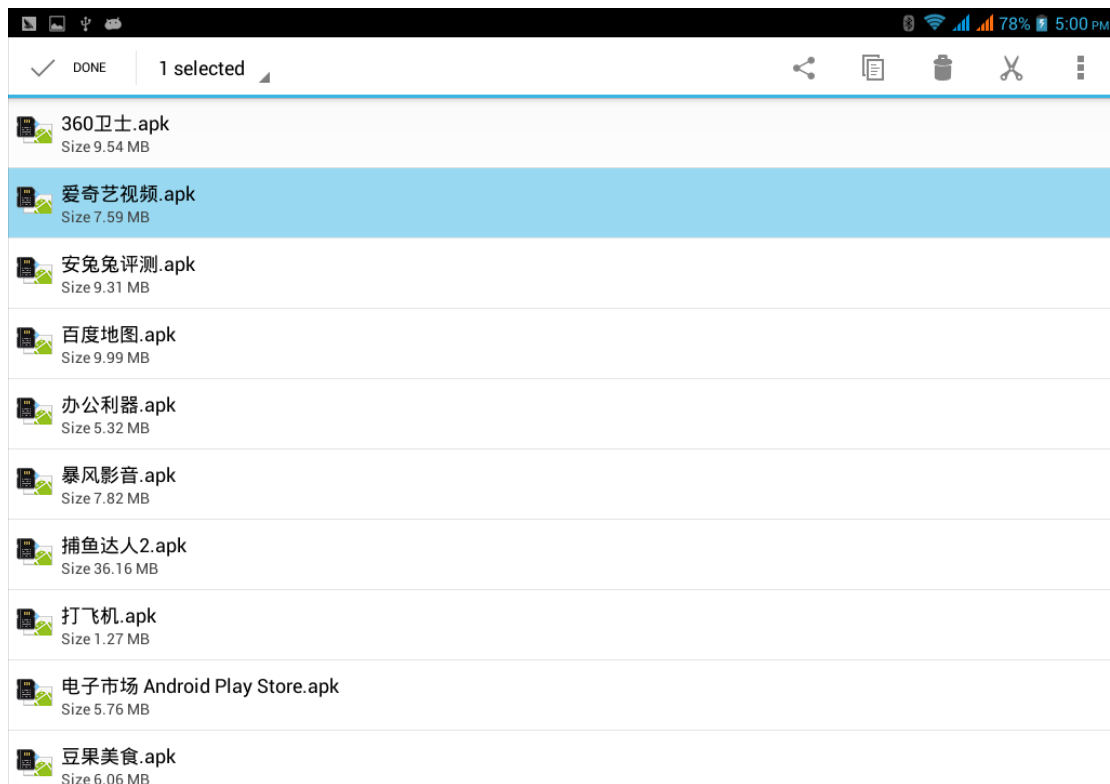 78% 5:00 PM
DONE 1 selected
360卫士.apk
Size 9.54 MB
爱奇艺视频.apk
Size 7.59 MB
安兔兔评测.apk
Size 9.31 MB
百度地图.apk
Size 9.99 MB
办公利器.apk
Size 5.32 MB
暴风影音.apk
Size 7.82 MB
捕鱼达人2.apk
Size 36.16 MB
打飞机.apk
Size 1.27 MB
电子市场 Android Play Store.apk
Size 5.76 MB
豆果美食.apk
Size 6.06 MB